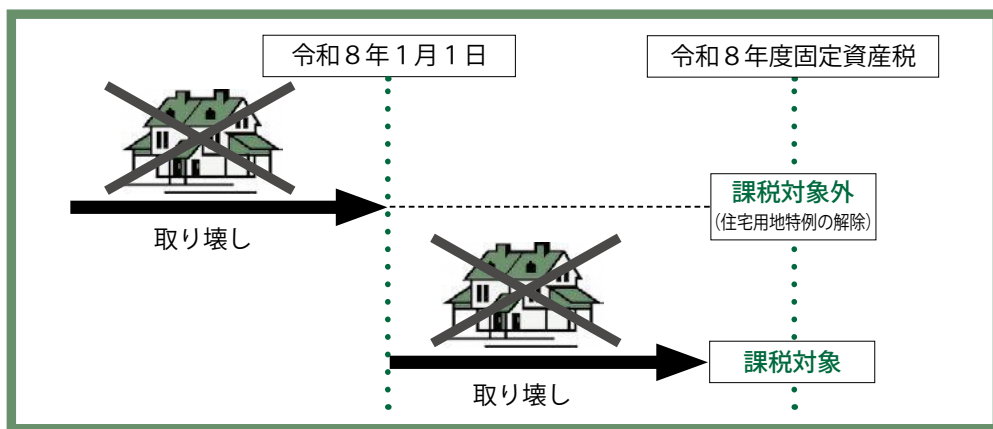 令和８年１月１日
令和８年度固定資産税
課税対象外
（住宅用地特例の解除）
取り壊し
課税対象
取り壊し